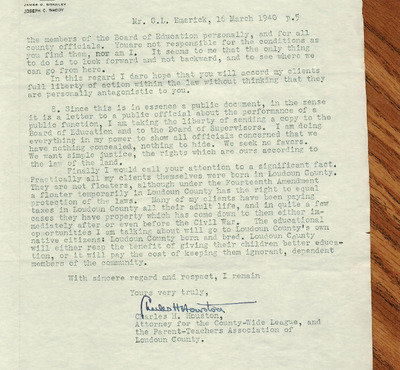 JAMES G. TYSON
JOSEPH C. WADDY
Mr. O.L. Emerick, 16 March 1940 p.5
the members of the Board of Education personally, and for all
county officials. Youare not responsible for the conditions as
you find them, nor am I. It seems to me that the only thing
to do is to look forward and not backward, and to see where we
can go from here.
In this regard I dare hope that you will accord my clients
full liberty of action within the law without thinking that they
are personally antagonistic to you.
8. Since this is in essence a public document, in the sense
it is a letter to a public official about the performance of a
public function, I am taking the liberty of sending a copy to the
Board of Education and to the Board of Supervisors. I am doing
everything in my power to show all officials concerned that we
have nothing concealed, nothing to hide. We seek no favors.
We want simple justice, the rights which are ours according to
the law of the land.
Finally I would call your attention to a significant fact.
Practically all my clients themselves were born in Loudoun County.
They are not floaters, although under the Fourteenth Amendment
a floater temporarily in Loudoun County has the right to equal
protection of the laws. Many of my clients have been paying
taxes in Loudoun County all their adult life, and in quite a few
cases they have property which has come down to them either im-
mediately after or even before the Civil War. The educational
opportunities I am talking about will go to Loudoun County's own
native citizens: Loudoun County born and bred. Loudoun County
will either reap the benefit of giving their children better educa-
tion, or it will pay the cost of keeping them ignorant, dependent
members of the community.
With sincere regard and respect, I remain
Yours very truly,
Charles H Houston
Charles H. Houston,
Attorney for the County-Wide League, and
the Parent-Teachers Association of
Loudoun County.